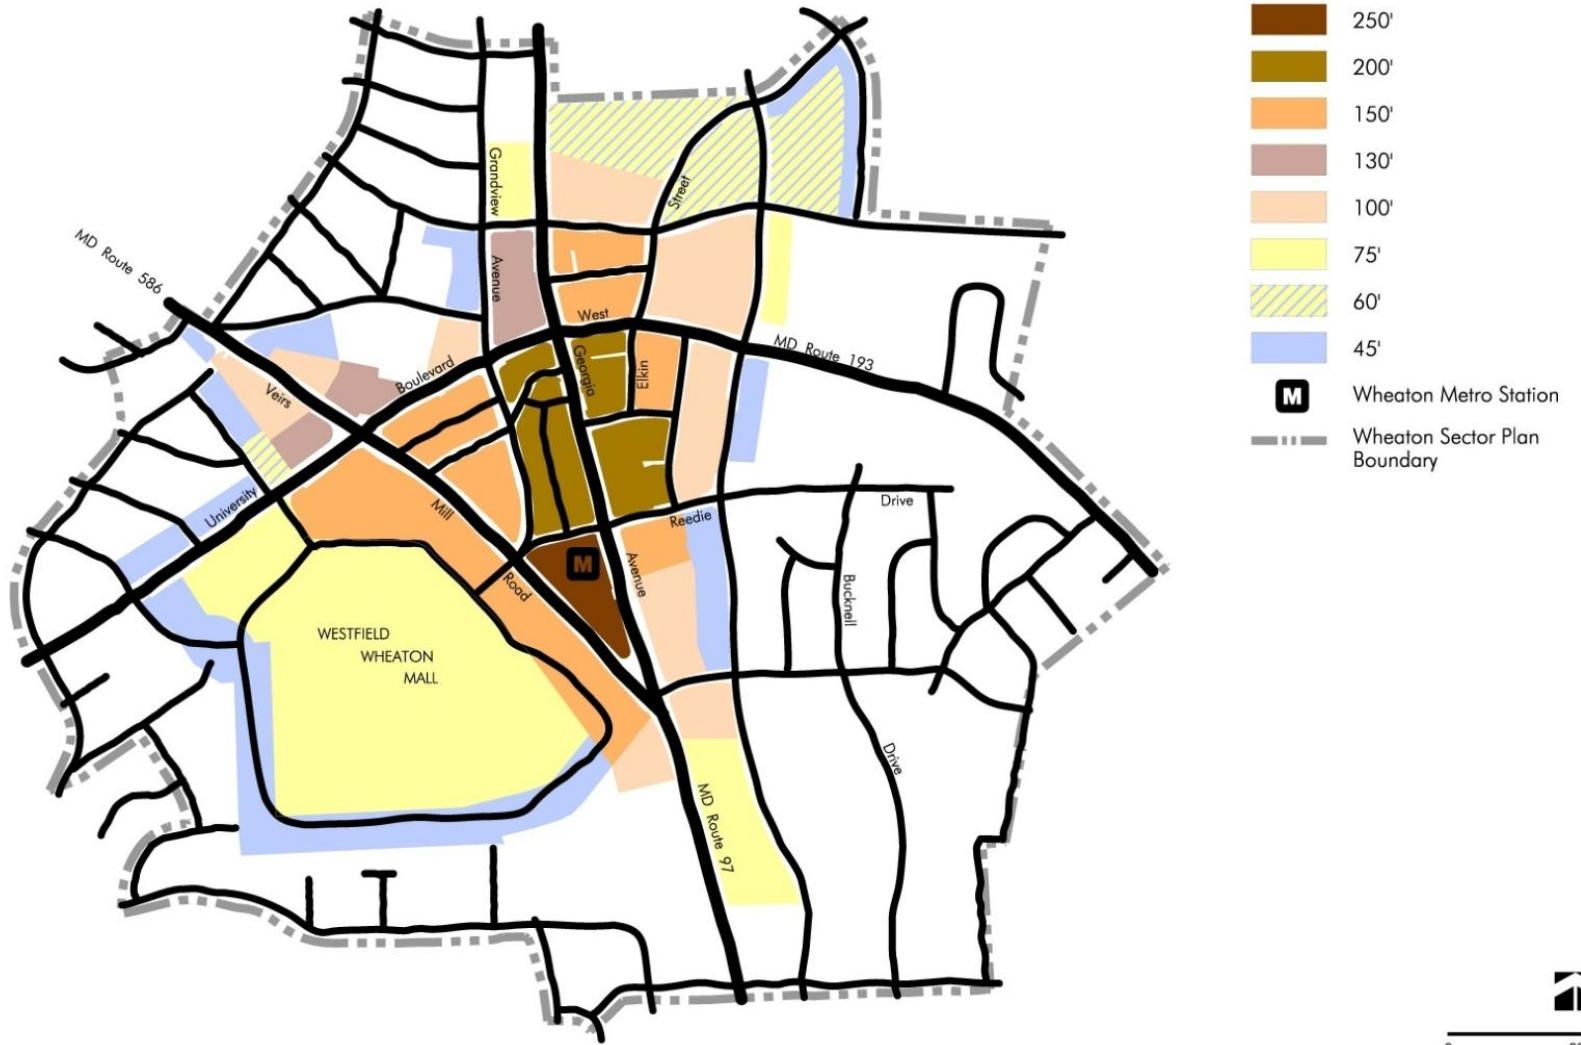 250'
200'
150'
130'
100'
75'
60'
45'
M
Wheaton Metro Station
Wheaton Sector Plan
Boundary
Grandview
Avenue
Street
MD Route 586
West
MD Route 193
Georgia
Elkin
Boulevard
Veirs
University
Mill
Road
Reedie
Drive
M
Avenue
Bucknell
Drive
WESTFIELD
WHEATON
MALL
MD Route 97
0